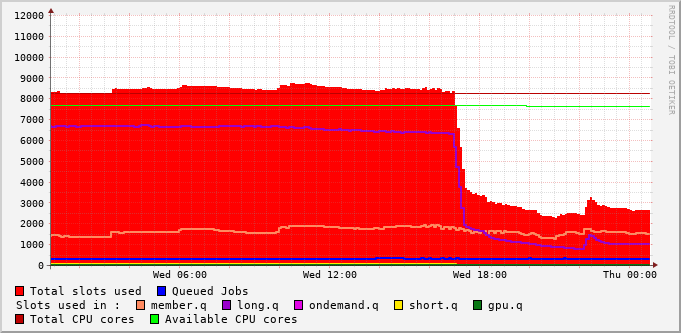 RRDTOOL / TOBI OETIKER
12000
11000
10000
9000
8000
7000
6000
5000
4000
3000
2000
1000
0
Wed 06:00 Wed 12:00 Wed 18:00 Thu 00:00
Total slots used Queued Jobs
Slots used in : member.q long.q ondemand.q short.q gpu.q
Total CPU cores Available CPU cores